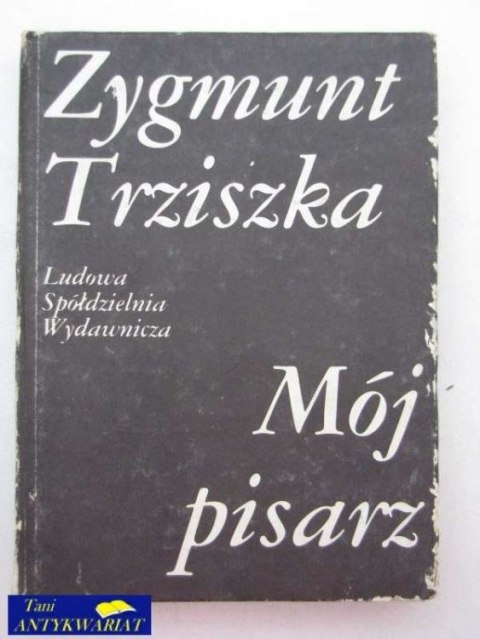 Zygmunt
Trziszka
Ludowa
Spółdzielnia
Wydawnicza
Mój
pisarz
Tani
ANTYKWARIAT